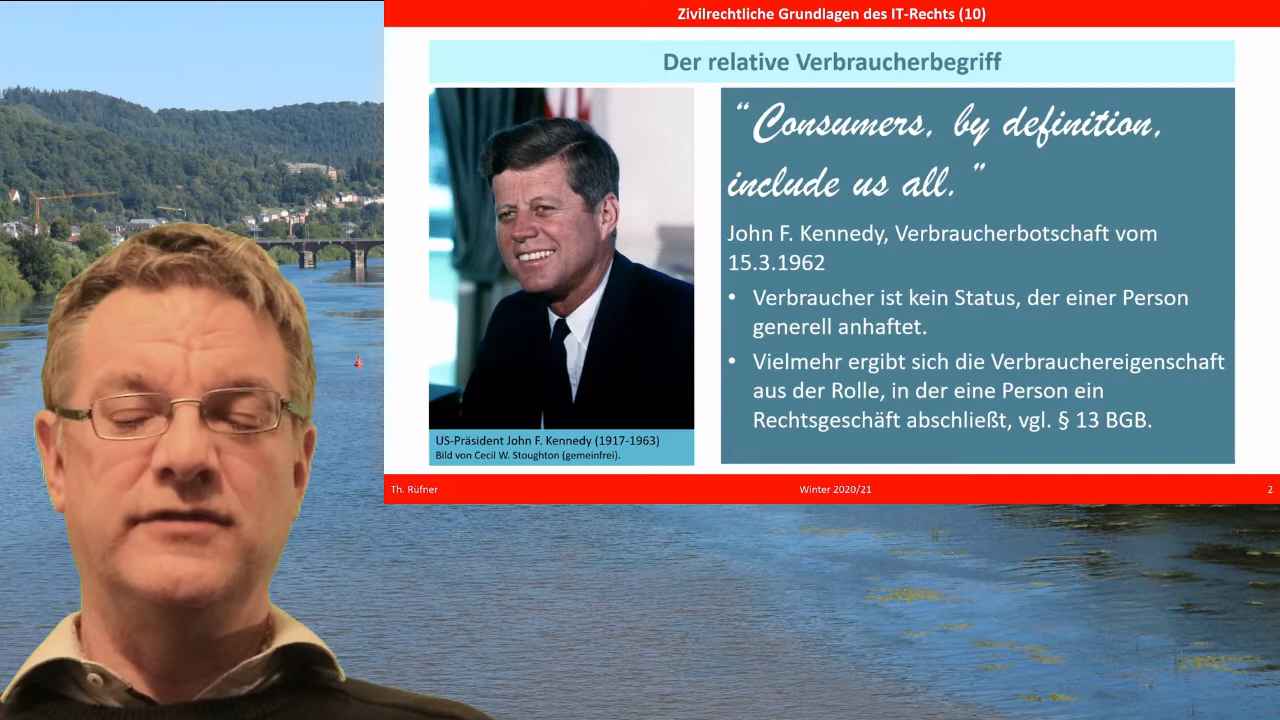 Zivilrechtliche Grundlagen des IT-Rechts (10)
Der relative Verbraucherbegriff
“Consumers, by definition,
include us all.”
John F. Kennedy, Verbraucherbotschaft vom
15.3.1962
• Verbraucher ist kein Status, der einer Person
generell anhaftet.
• Vielmehr ergibt sich die Verbrauchereigenschaft
aus der Rolle, in der eine Person ein
Rechtsgeschäft abschließt, vgl. § 13 BGB.
US-Präsident John F. Kennedy (1917-1963)
Bild von Cecil W. Stoughton (gemeinfrei).
Th. Rüfner
Winter 2020/21
2